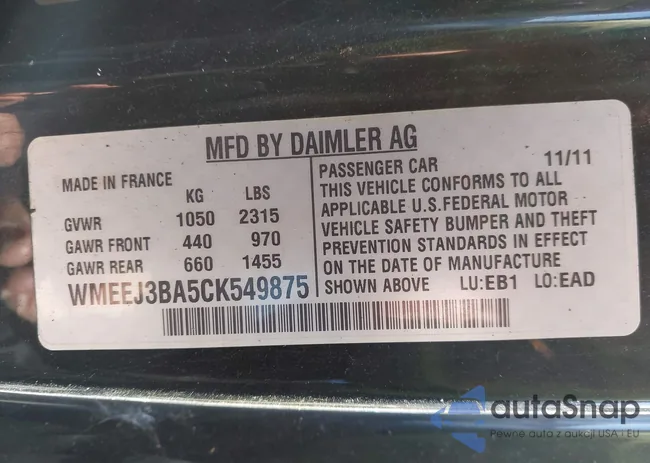 MFD BY DAIMLER AG
MADE IN FRANCE
KG LBS
GVWR 1050 2315
GAWR FRONT 440 970
GAWR REAR 660 1455
WMEEJ3BA5CK549875
PASSENGER CAR 11/11
THIS VEHICLE CONFORMS TO ALL
APPLICABLE U.S.FEDERAL MOTOR
VEHICLE SAFETY BUMPER AND THEFT
PREVENTION STANDARDS IN EFFECT
ON THE DATE OF MANUFACTURE
SHOWN ABOVE LU:EB1 LO:EAD
autaSnap
Pewne auta z aukcji USA i EU